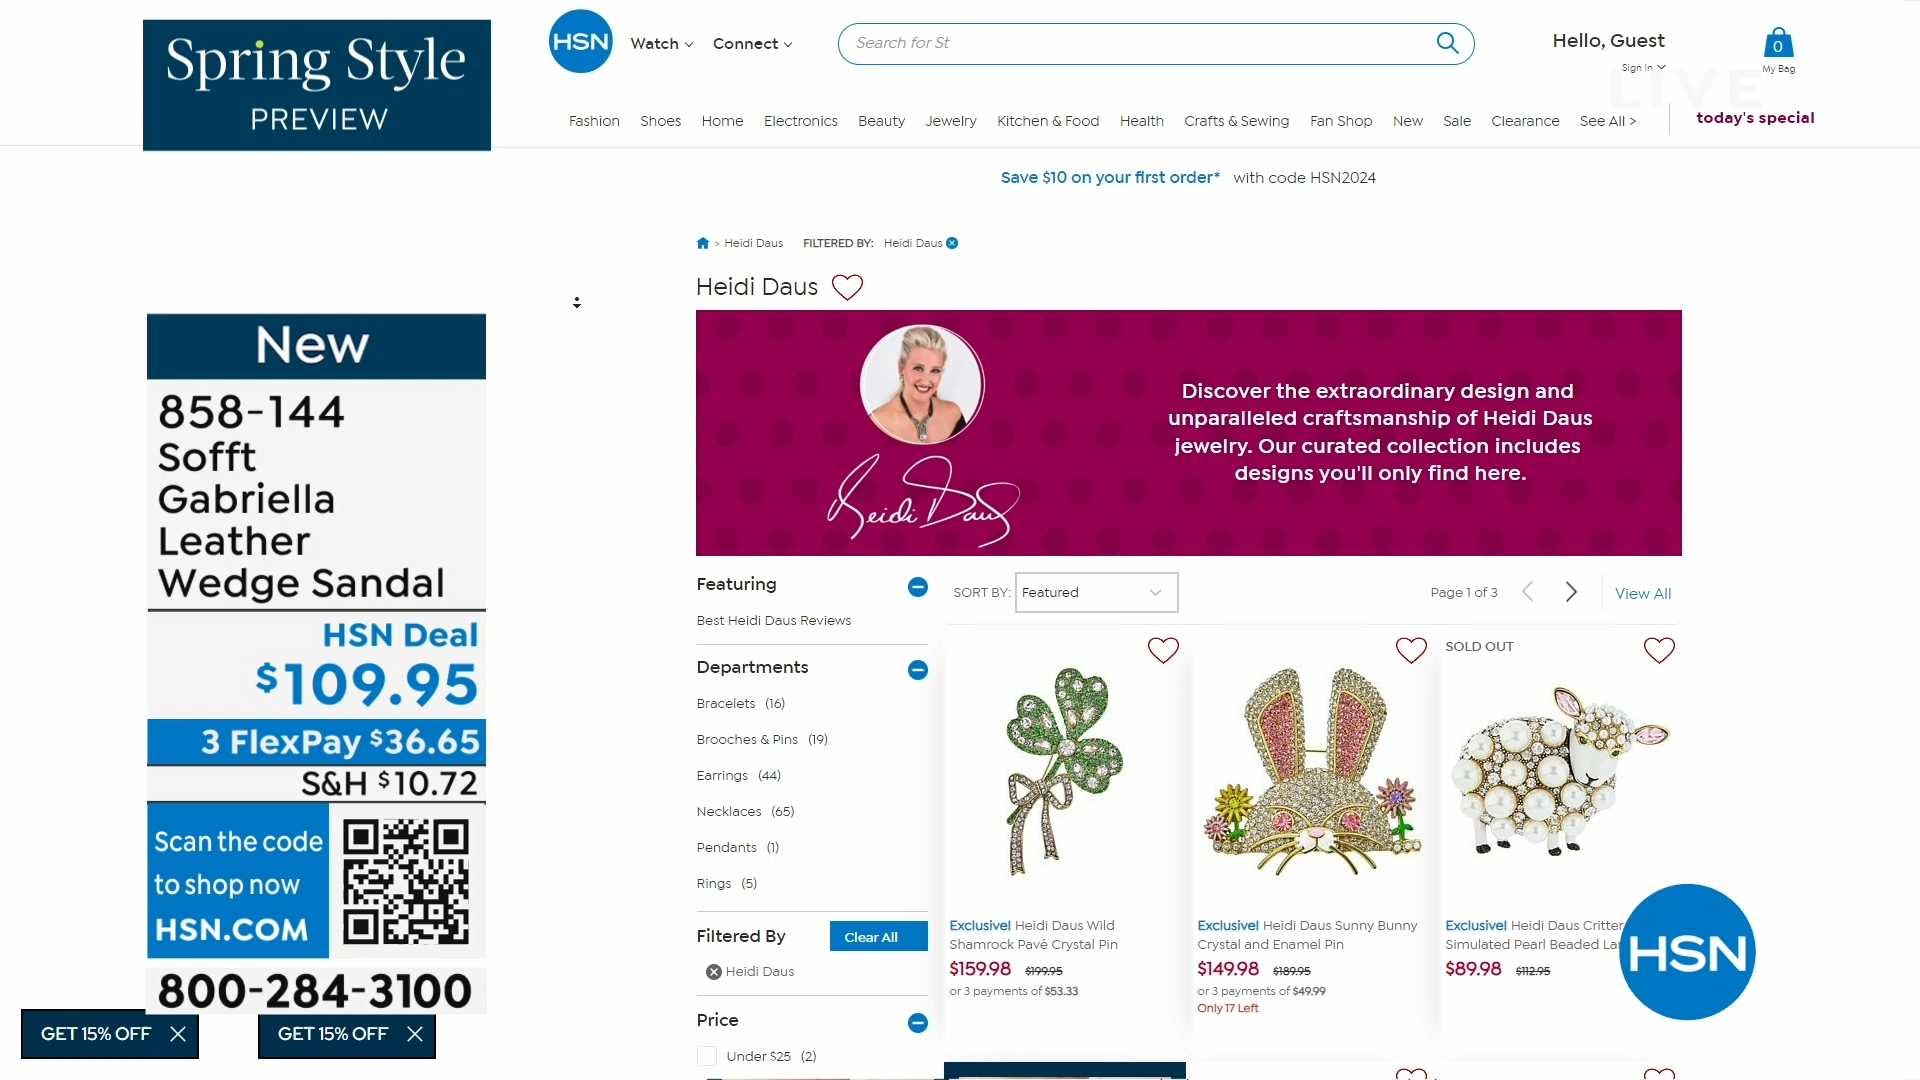 Spring Style
PREVIEW
HSN
Watch
Connect
Search for St
Hello, Guest
Sign In
0
My Bag
LIVE
Fashion
Shoes
Home
Electronics
Beauty
Jewelry
Kitchen & Food
Health
Crafts & Sewing
Fan Shop
New
Sale
Clearance
See All >
today's special
Save $10 on your first order* with code HSN2024
> Heidi Daus
FILTERED BY: Heidi Daus
Heidi Daus
Heidi Daus
Discover the extraordinary design and
unparalleled craftsmanship of Heidi Daus
jewelry. Our curated collection includes
designs you'll only find here.
New
858-144
Sofft
Gabriella
Leather
Wedge Sandal
HSN Deal
$109.95
3 FlexPay $36.65
S&H $10.72
Scan the code
to shop now
HSN.COM
800-284-3100
GET 15% OFF
GET 15% OFF
Featuring
Best Heidi Daus Reviews
Departments
Bracelets (16)
Brooches & Pins (19)
Earrings (44)
Necklaces (65)
Pendants (1)
Rings (5)
Filtered By
Clear All
Heidi Daus
Price
Under $25 (2)
SORT BY: Featured
Page 1 of 3
View All
Exclusive! Heidi Daus Wild
Shamrock Pavé Crystal Pin
$159.98 $199.95
or 3 payments of $53.33
Exclusive! Heidi Daus Sunny Bunny
Crystal and Enamel Pin
$149.98 $189.95
or 3 payments of $49.99
Only 17 Left
SOLD OUT
Exclusive! Heidi Daus Critter
Simulated Pearl Beaded
$89.98 $112.95
HSN